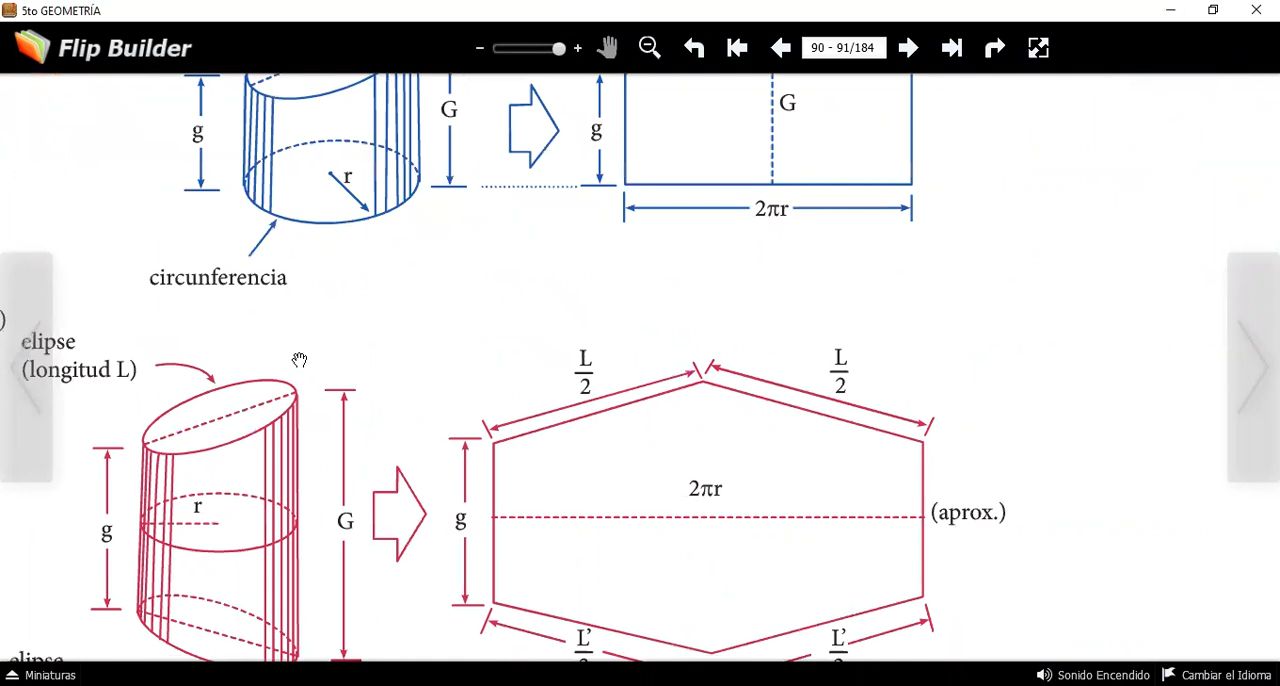 5to GEOMETRÍA
Flip Builder
90 - 91/184
g
G
r
circunferencia
g
G
2πr
)
elipse
(longitud L)
g
r
G
L
2
L
2
g
2πr
(aprox.)
L'
L'
elipse
Miniaturas
Sonido Encendido
Cambiar el Idioma